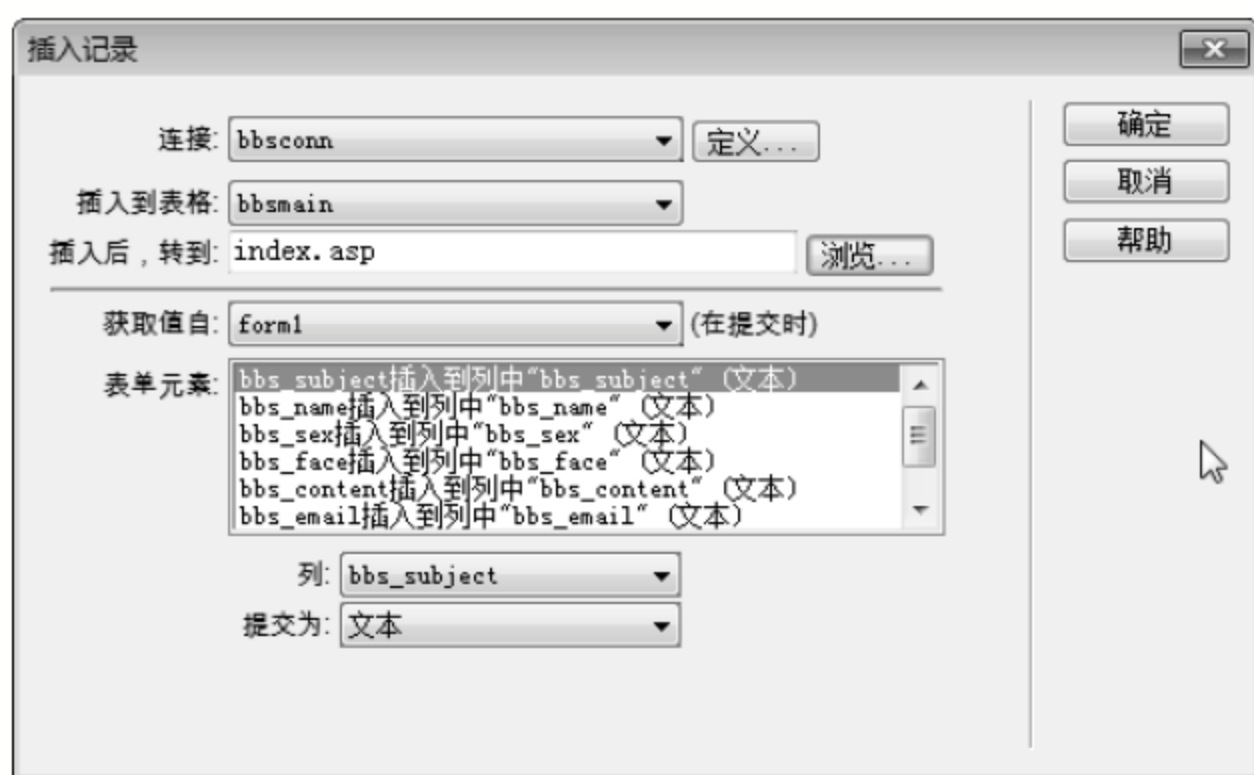 插入记录
连接: bbsconn 定义...
确定
插入到表格: bbsmain
取消
插入后，转到: index.asp 浏览...
帮助
获取值自: form1 (在提交时)
表单元素: bbs_subject插入到列中"bbs_subject" (文本)
bbs_name插入到列中"bbs_name" (文本)
bbs_sex插入到列中"bbs_sex" (文本)
bbs_face插入到列中"bbs_face" (文本)
bbs_content插入到列中"bbs_content" (文本)
bbs_email插入到列中"bbs_email" (文本)
列: bbs_subject
提交为: 文本